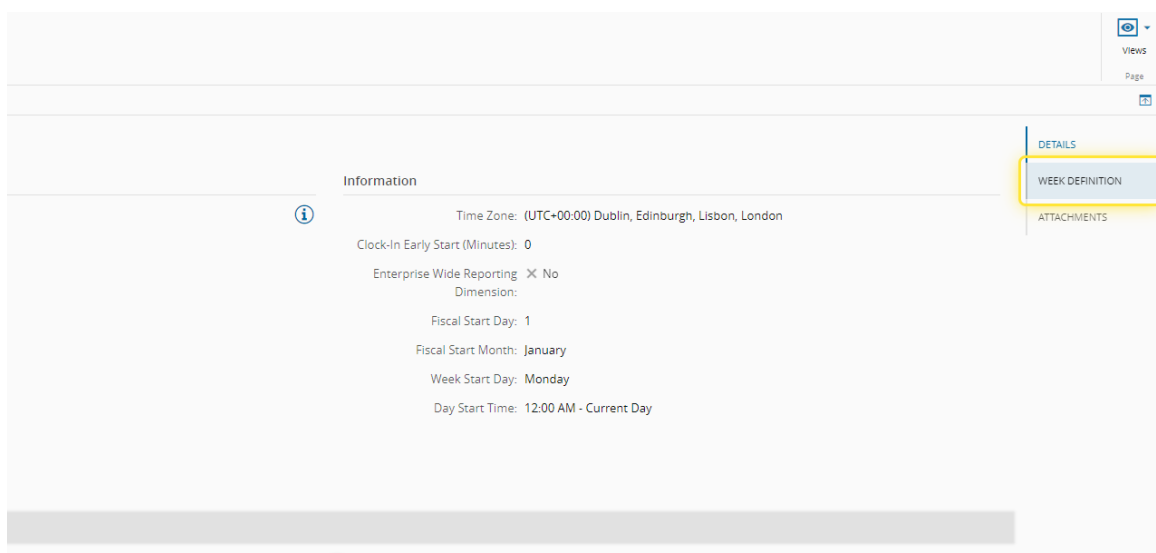 Views
Page
DETAILS
Information
WEEK DEFINITION
Time Zone: (UTC+00:00) Dublin, Edinburgh, Lisbon, London
ATTACHMENTS
Clock-In Early Start (Minutes): 0
Enterprise Wide Reporting Dimension: No
Fiscal Start Day: 1
Fiscal Start Month: January
Week Start Day: Monday
Day Start Time: 12:00 AM - Current Day